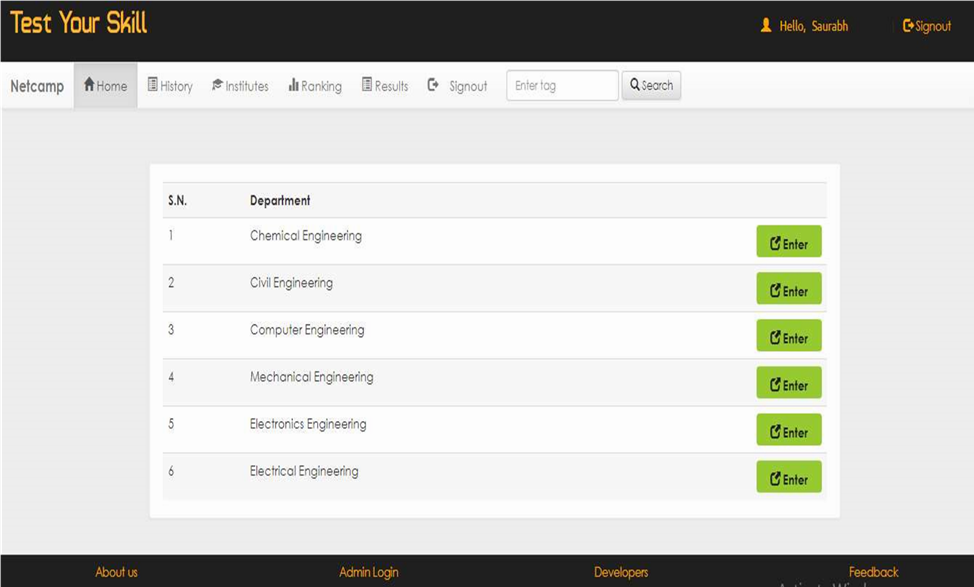 Test Your Skill
Hello, Saurabh
Signout
Netcamp Home History Institutes Ranking Results Signout Enter tag Search
S.N. Department
1 Chemical Engineering Enter
2 Civil Engineering Enter
3 Computer Engineering Enter
4 Mechanical Engineering Enter
5 Electronics Engineering Enter
6 Electrical Engineering Enter
About us Admin Login Developers Feedback